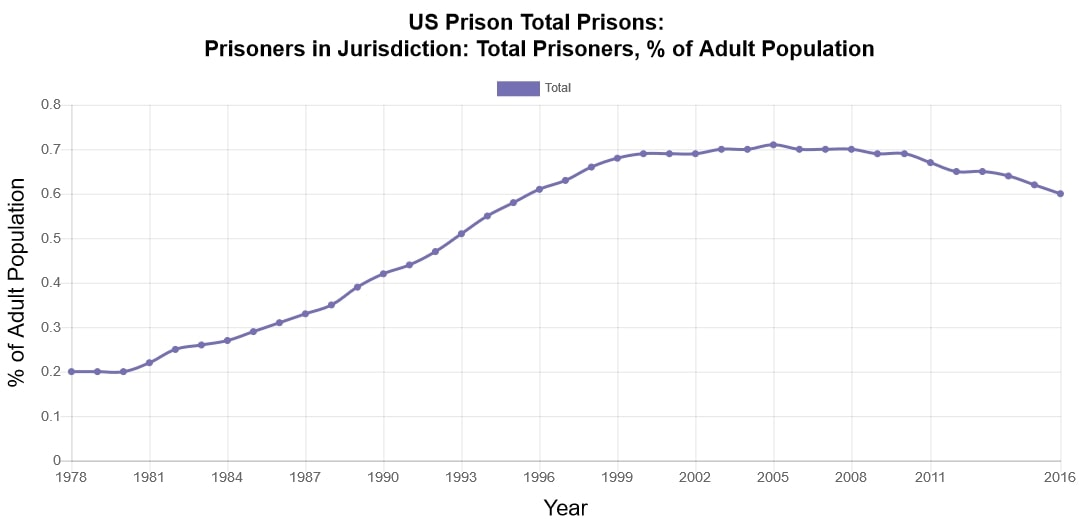 US Prison Total Prisons:
Prisoners in Jurisdiction: Total Prisoners, % of Adult Population
Total
% of Adult Population
0.8
0.7
0.6
0.5
0.4
0.3
0.2
0.1
0
1978 1981 1984 1987 1990 1993 1996 1999 2002 2005 2008 2011 2016
Year